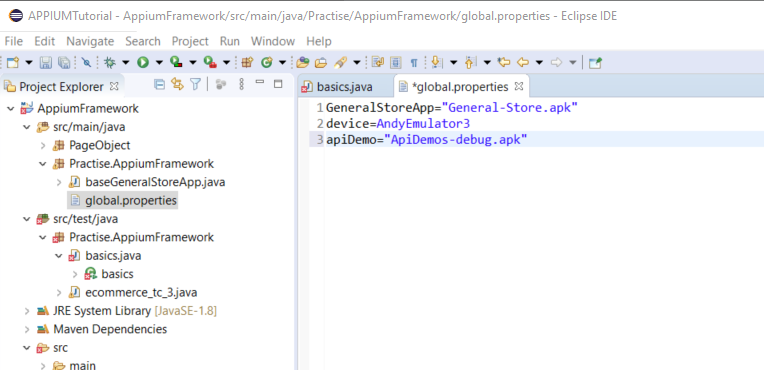 APPIUMTutorial - AppiumFramework/src/main/java/Practise/AppiumFramework/global.properties - Eclipse IDE
File Edit Navigate Search Project Run Window Help
Project Explorer
AppiumFramework
src/main/java
PageObject
Practise.AppiumFramework
baseGeneralStoreApp.java
global.properties
src/test/java
Practise.AppiumFramework
basics.java
basics
ecommerce_tc_3.java
JRE System Library [JavaSE-1.8]
Maven Dependencies
src
main
basics.java *global.properties
1 GeneralStoreApp="General-Store.apk"
2 device=AndyEmulator3
3 apiDemo="ApiDemos-debug.apk"